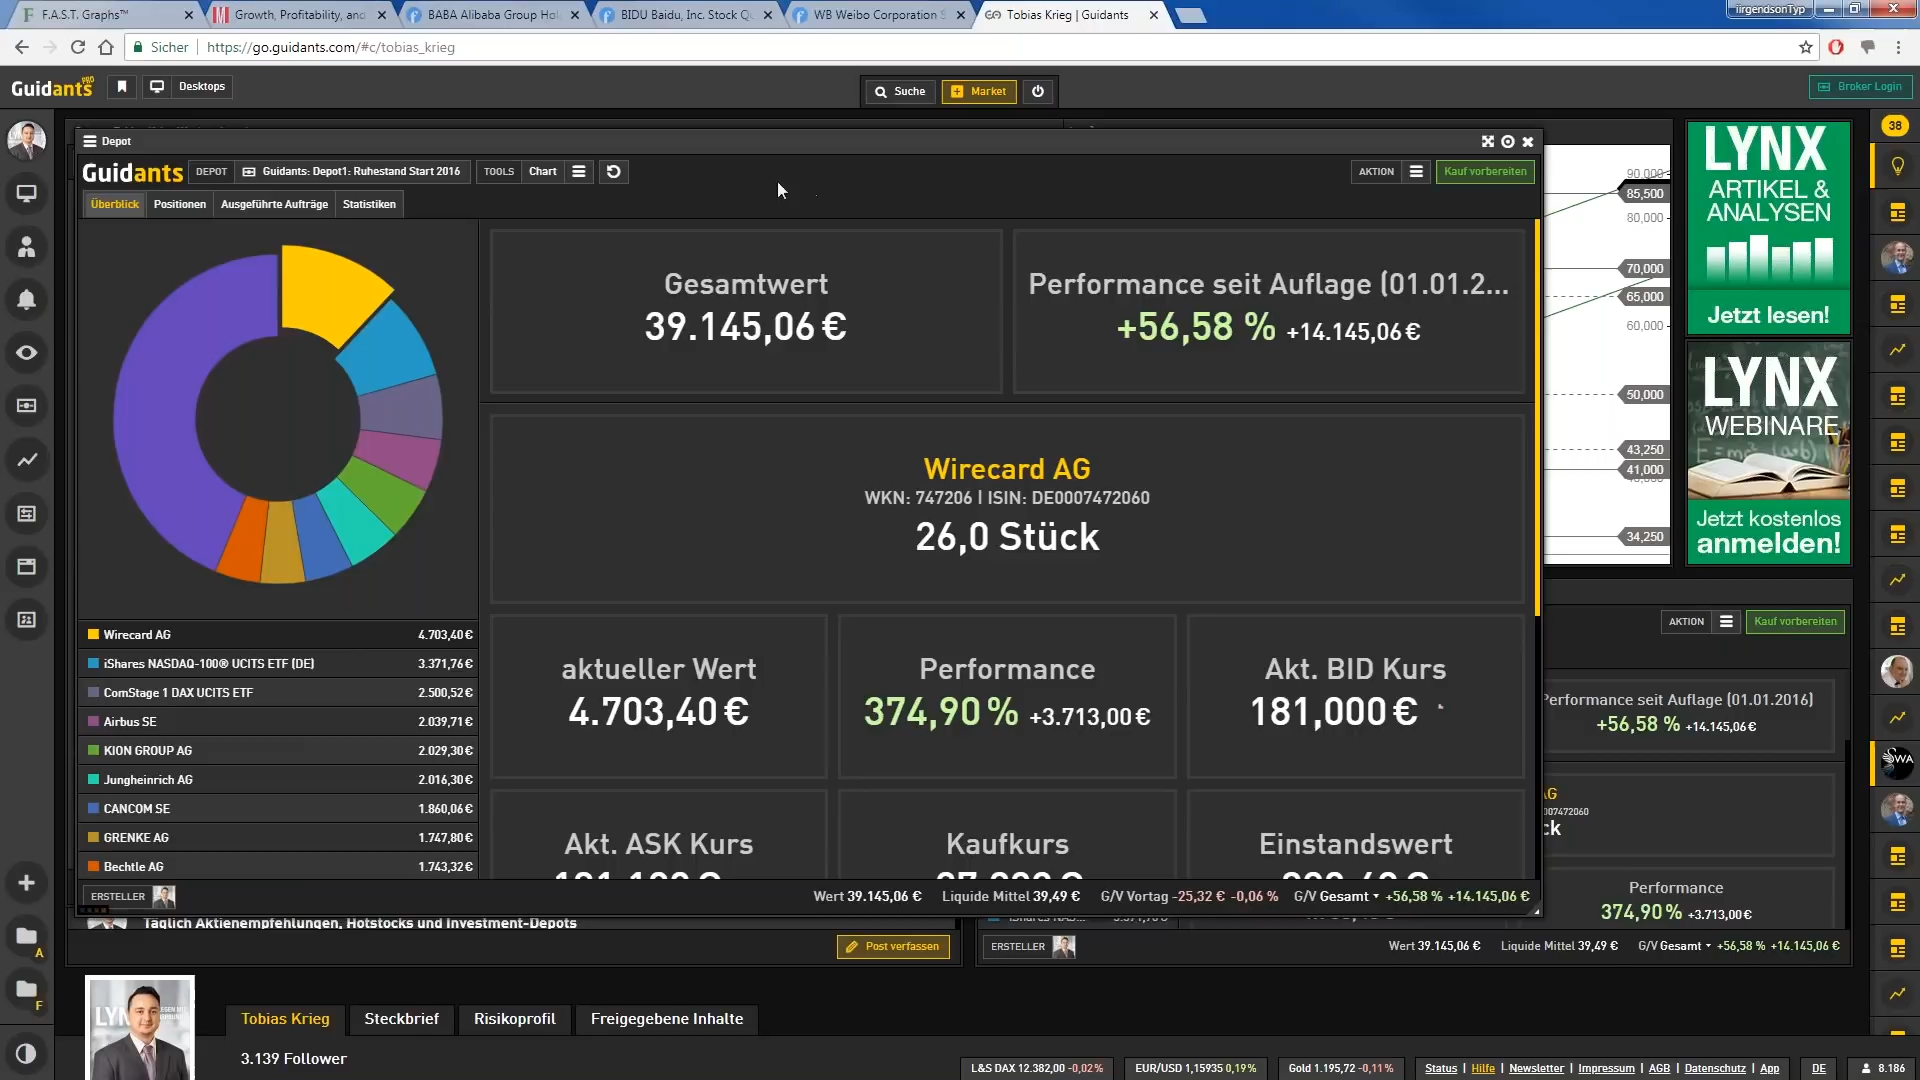 F.A.S.T. Graphs™
Growth, Profitability, and
BABA Alibaba Group Hol
BIDU Baidu, Inc. Stock Q
WB Weibo Corporation S
Tobias Krieg | Guidants
iirgendsonTyp
Sicher
https://go.guidants.com/#c/tobias_krieg
Guidants PRO
Desktops
Suche
Market
Broker Login
38
Depot
Guidants
DEPOT
Guidants: Depot1: Ruhestand Start 2016
TOOLS
Chart
AKTION
Kauf vorbereiten
Überblick
Positionen
Ausgeführte Aufträge
Statistiken
Gesamtwert
39.145,06 €
Performance seit Auflage (01.01.2...
+56,58 % +14.145,06 €
Wirecard AG
WKN: 747206 | ISIN: DE0007472060
26,0 Stück
aktueller Wert
4.703,40 €
Performance
374,90 % +3.713,00 €
Akt. BID Kurs
181,000 €
Akt. ASK Kurs
Kaufkurs
Einstandswert
Wirecard AG 4.703,40 €
iShares NASDAQ-100® UCITS ETF (DE) 3.371,76 €
ComStage 1 DAX UCITS ETF 2.500,52 €
Airbus SE 2.039,71 €
KION GROUP AG 2.029,30 €
Jungheinrich AG 2.016,30 €
CANCOM SE 1.860,06 €
GRENKE AG 1.747,80 €
Bechtle AG 1.743,32 €
ERSTELLER
Wert 39.145,06 €
Liquide Mittel 39,49 €
G/V Vortag -25,32 € -0,06 %
G/V Gesamt +56,58 % +14.145,06 €
90,000
85,500
80,000
70,000
65,000
60,000
50,000
43,250
41,000
34,250
LYNX
ARTIKEL &
ANALYSEN
Jetzt lesen!
LYNX
WEBINARE
Jetzt kostenlos
anmelden!
AKTION
Kauf vorbereiten
Performance seit Auflage (01.01.2016)
+56,58 % +14.145,06 €
AG
007472060
ck
Performance
374,90 % +3.713,00 €
WA
Täglich Aktienempfehlungen, Hotstocks und Investment-Depots
Post verfassen
ERSTELLER
Wert 39.145,06 €
Liquide Mittel 39,49 €
G/V Gesamt +56,58 % +14.145,06 €
A
F
LYNX
Tobias Krieg
Steckbrief
Risikoprofil
Freigegebene Inhalte
3.139 Follower
L&S DAX 12.382,00 -0,02%
EUR/USD 1,15935 0,19%
Gold 1.195,72 -0,11%
Status | Hilfe | Newsletter | Impressum | AGB | Datenschutz | App
DE
8.186